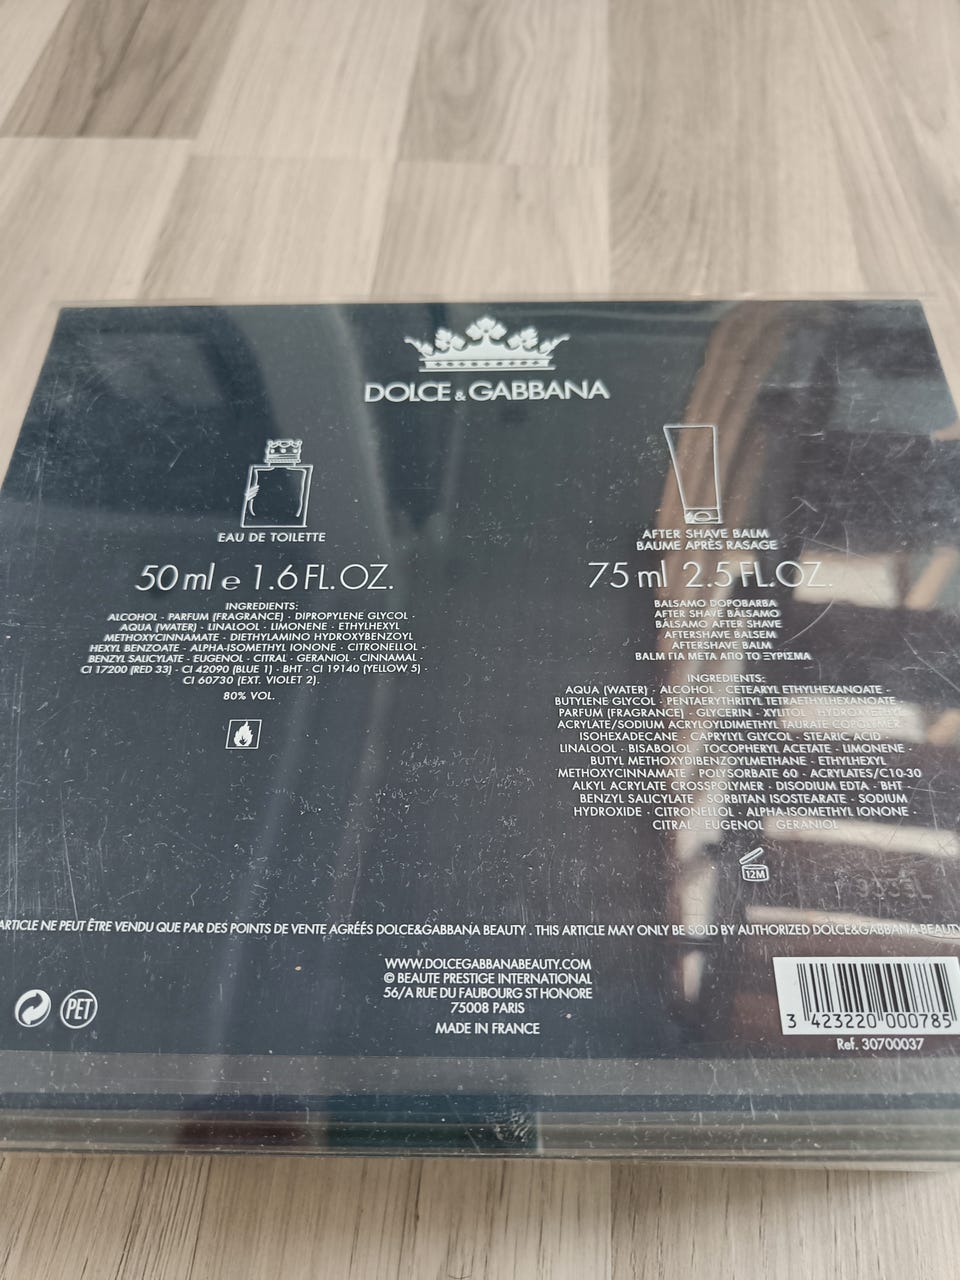 DOLCE & GABBANA
EAU DE TOILETTE
50 ml e 1.6 FL. OZ.
INGREDIENTS:
ALCOHOL · PARFUM (FRAGRANCE) · DIPROPYLENE GLYCOL ·
AQUA (WATER) · LINALOOL · LIMONENE · ETHYLHEXYL
METHOXYCINNAMATE · DIETHYLAMINO HYDROXYBENZOYL
HEXYL BENZOATE · ALPHA-ISOMETHYL IONONE · CITRONELLOL ·
BENZYL SALICYLATE · EUGENOL · CITRAL · GERANIOL · CINNAMAL ·
CI 17200 (RED 33) · CI 42090 (BLUE 1) · BHT · CI 19140 (YELLOW 5) ·
CI 60730 (EXT. VIOLET 2).
80% VOL.
AFTER SHAVE BALM
BAUME APRÈS RASAGE
75 ml 2.5 FL. OZ.
BALSAMO DOPOBARBA
AFTER SHAVE BÁLSAMO
BÁLSAMO AFTER SHAVE
AFTERSHAVE BALSEM
AFTERSHAVE BALM
BALM ΓΙΑ ΜΕΤΑ ΑΠΟ ΤΟ ΞΥΡΙΣΜΑ
INGREDIENTS:
AQUA (WATER) · ALCOHOL · CETEARYL ETHYLHEXANOATE ·
BUTYLENE GLYCOL · PENTAERYTHRITYL TETRAETHYLHEXANOATE ·
PARFUM (FRAGRANCE) · GLYCERIN · XYLITOL · HYDROXYETHYL
ACRYLATE/SODIUM ACRYLOYLDIMETHYL TAURATE COPOLYMER ·
ISOHEXADECANE · CAPRYLYL GLYCOL · STEARIC ACID ·
LINALOOL · BISABOLOL · TOCOPHERYL ACETATE · LIMONENE ·
BUTYL METHOXYDIBENZOYLMETHANE · ETHYLHEXYL
METHOXYCINNAMATE · POLYSORBATE 60 · ACRYLATES/C10-30
ALKYL ACRYLATE CROSSPOLYMER · DISODIUM EDTA · BHT ·
BENZYL SALICYLATE · SORBITAN ISOSTEARATE · SODIUM
HYDROXIDE · CITRONELLOL · ALPHA-ISOMETHYL IONONE ·
CITRAL · EUGENOL · GERANIOL
12M
ARTICLE NE PEUT ÊTRE VENDU QUE PAR DES POINTS DE VENTE AGRÉÉS DOLCE&GABBANA BEAUTY . THIS ARTICLE MAY ONLY BE SOLD BY AUTHORIZED DOLCE&GABBANA BEAUTY
WWW.DOLCEGABBANABEAUTY.COM
© BEAUTE PRESTIGE INTERNATIONAL
56/A RUE DU FAUBOURG ST HONORE
75008 PARIS
MADE IN FRANCE
PET
3 423220 000785
Ref. 30700037